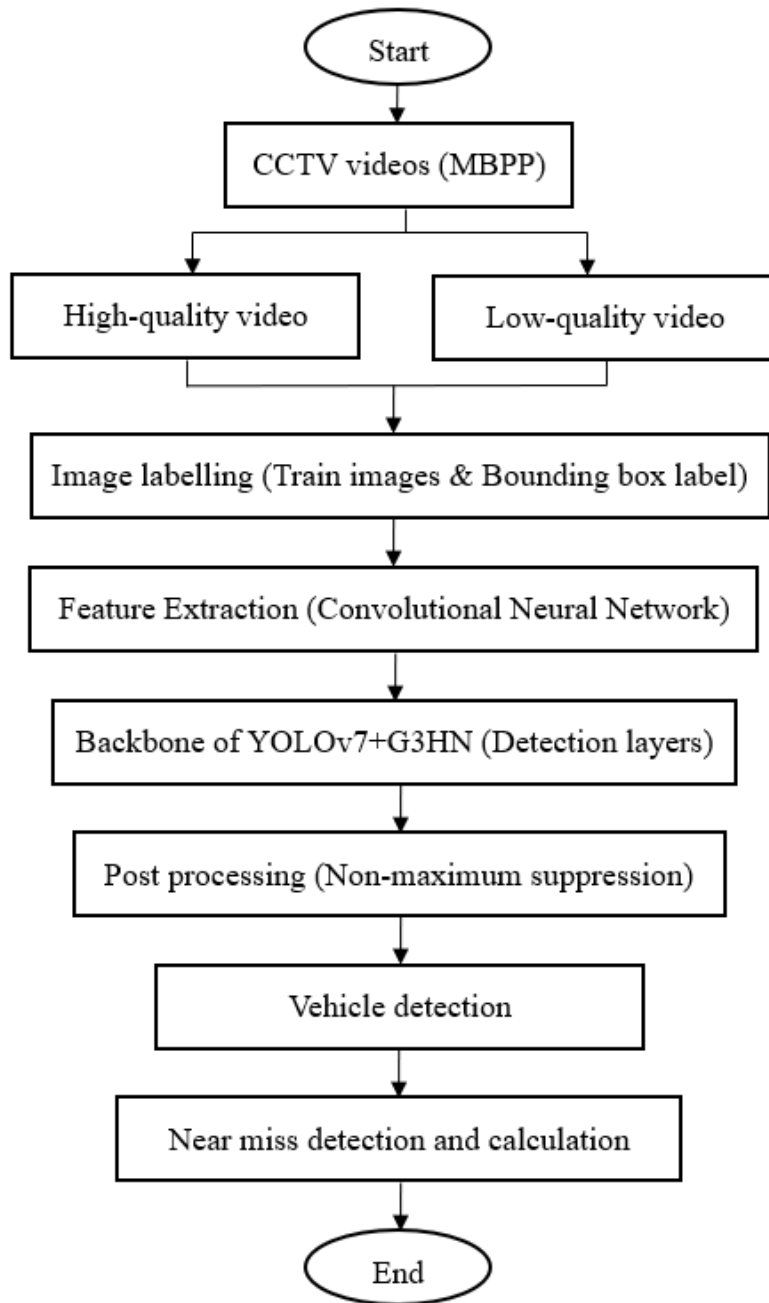 Start
CCTV videos (MBPP)
High-quality video
Low-quality video
Image labelling (Train images & Bounding box label)
Feature Extraction (Convolutional Neural Network)
Backbone of YOLOv7+G3HN (Detection layers)
Post processing (Non-maximum suppression)
Vehicle detection
Near miss detection and calculation
End